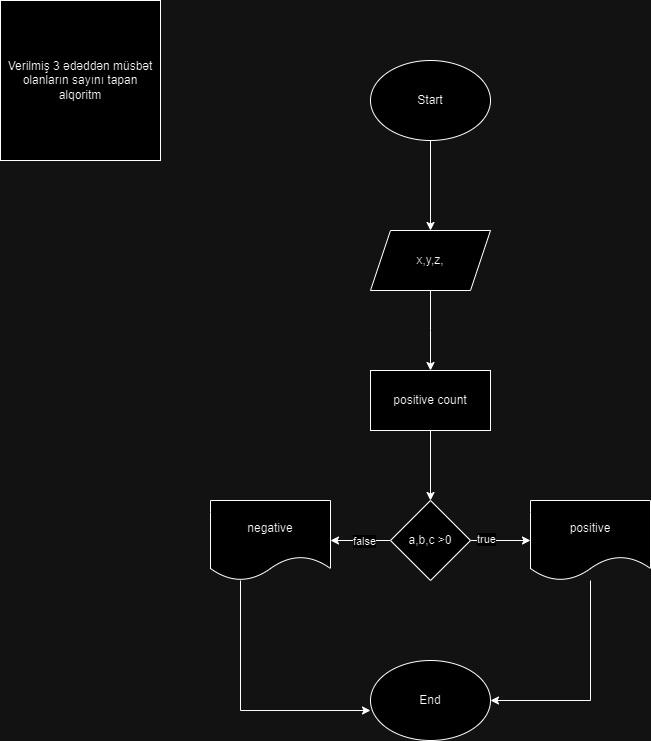 Verilmiş 3 ədəddən müsbət
olanların sayını tapan
alqoritm
Start
x,y,z,
positive count
negative
false
a,b,c >0
true
positive
End